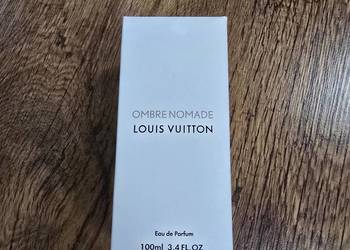 OMBRE NOMADE
LOUIS VUITTON
Eau de Parfum
100ml 3.4 FL.OZ.